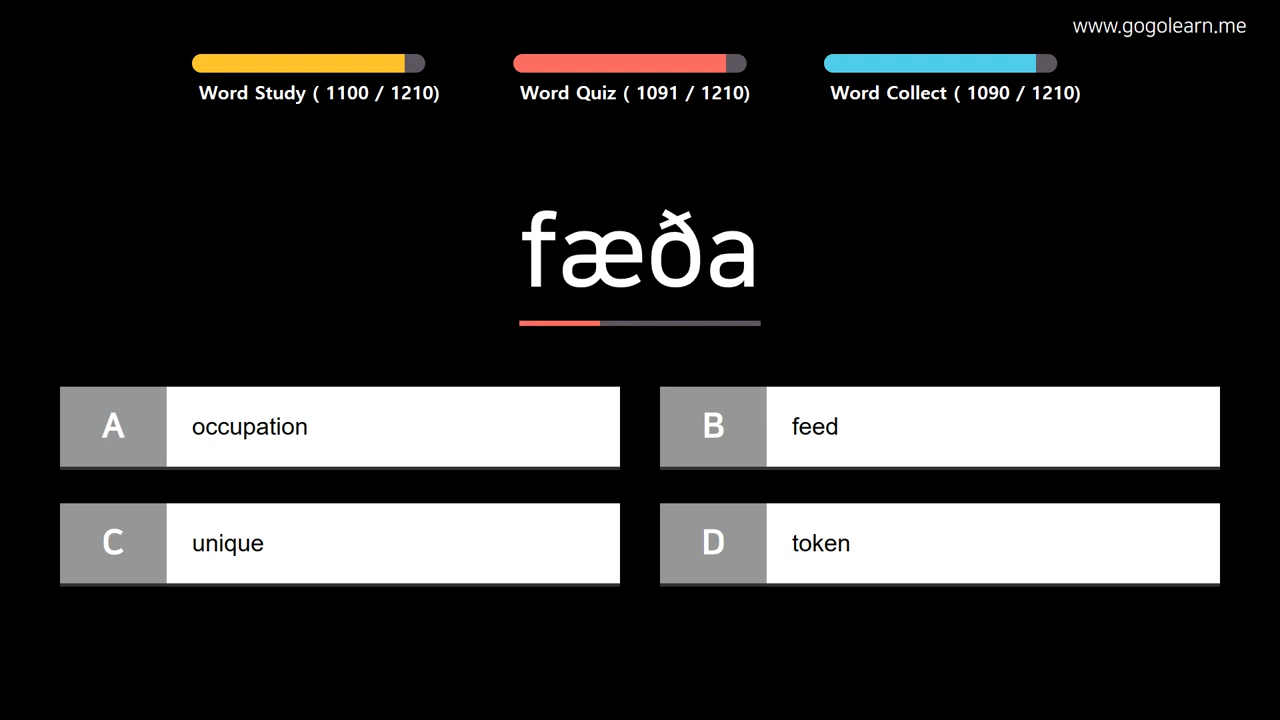 www.gogolearn.me
Word Study ( 1100 / 1210)
Word Quiz ( 1091 / 1210)
Word Collect ( 1090 / 1210)
fæða
A occupation
B feed
C unique
D token